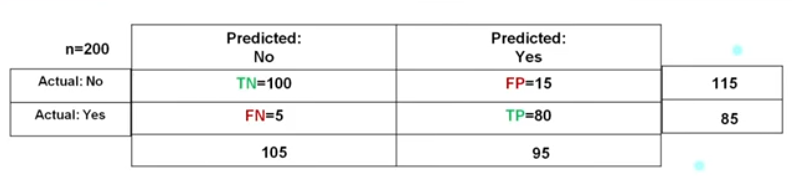 n=200
Predicted:
No
Predicted:
Yes
Actual: No
TN=100
FP=15
115
Actual: Yes
FN=5
TP=80
85
105
95